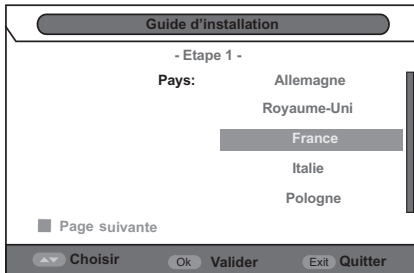 Guide d'installation
- Etape 1 -
Pays: Allemagne
Royaume-Uni
France
Italie
Pologne
Page suivante
Choisir Ok Valider Exit Quitter